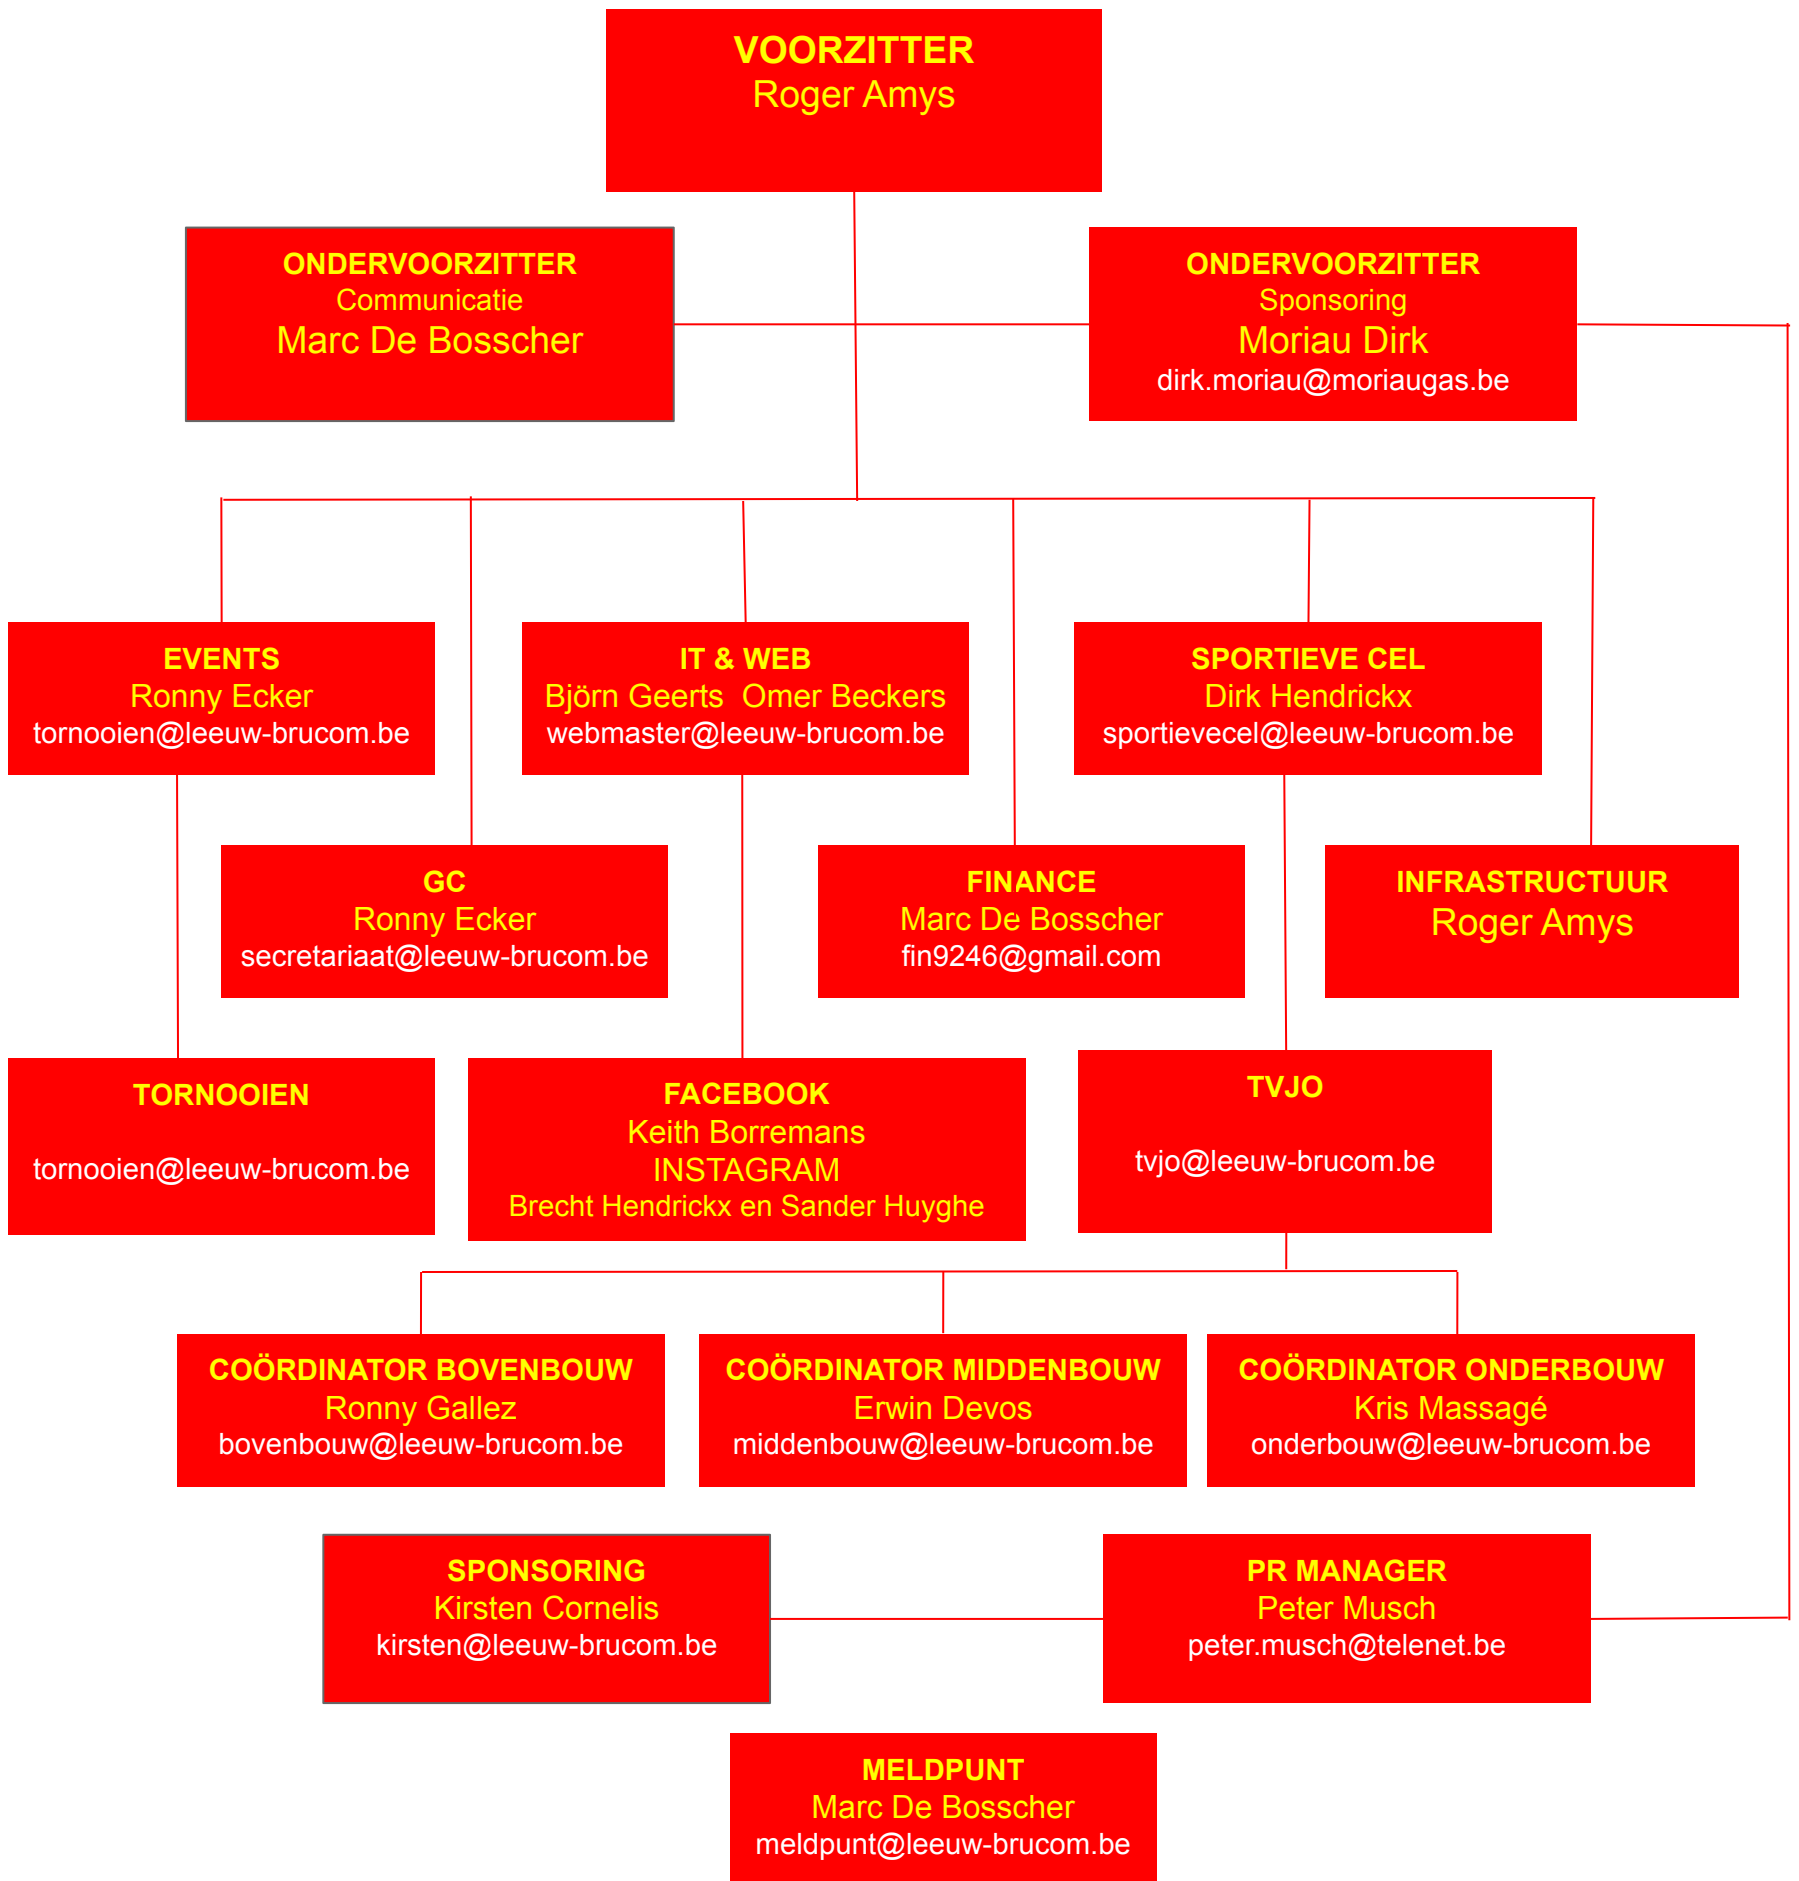 VOORZITTER
Roger Amys
ONDERVOORZITTER
Communicatie
Marc De Bosscher
ONDERVOORZITTER
Sponsoring
Moriau Dirk
dirk.moriau@moriaugas.be
EVENTS
Ronny Ecker
tornooien@leeuw-brucom.be
IT & WEB
Björn Geerts  Omer Beckers
webmaster@leeuw-brucom.be
SPORTIEVE CEL
Dirk Hendrickx
sportievecel@leeuw-brucom.be
GC
Ronny Ecker
secretariaat@leeuw-brucom.be
FINANCE
Marc De Bosscher
fin9246@gmail.com
INFRASTRUCTUUR
Roger Amys
TORNOOIEN
tornooien@leeuw-brucom.be
FACEBOOK
Keith Borremans
INSTAGRAM
Brecht Hendrickx en Sander Huyghe
TVJO
tvjo@leeuw-brucom.be
COÖRDINATOR BOVENBOUW
Ronny Gallez
bovenbouw@leeuw-brucom.be
COÖRDINATOR MIDDENBOUW
Erwin Devos
middenbouw@leeuw-brucom.be
COÖRDINATOR ONDERBOUW
Kris Massagé
onderbouw@leeuw-brucom.be
SPONSORING
Kirsten Cornelis
kirsten@leeuw-brucom.be
PR MANAGER
Peter Musch
peter.musch@telenet.be
MELDPUNT
Marc De Bosscher
meldpunt@leeuw-brucom.be